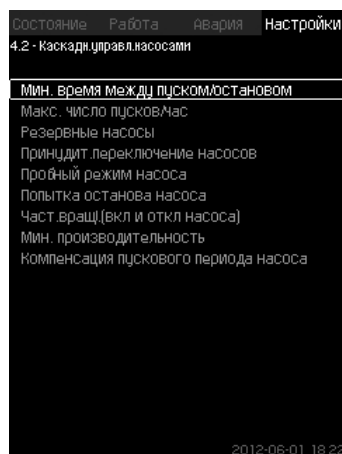 Состояние Работа Авария Настройки
4.2 - Каскадн.управл.насосами
Мин. время между пуском/остановом
Макс. число пусков/час
Резервные насосы
Принудит.переключение насосов
Пробный режим насоса
Попытка останова насоса
Част.вращ.(вкл и откл насоса)
Мин. производительность
Компенсация пускового периода насоса
2012-06-01 18:22